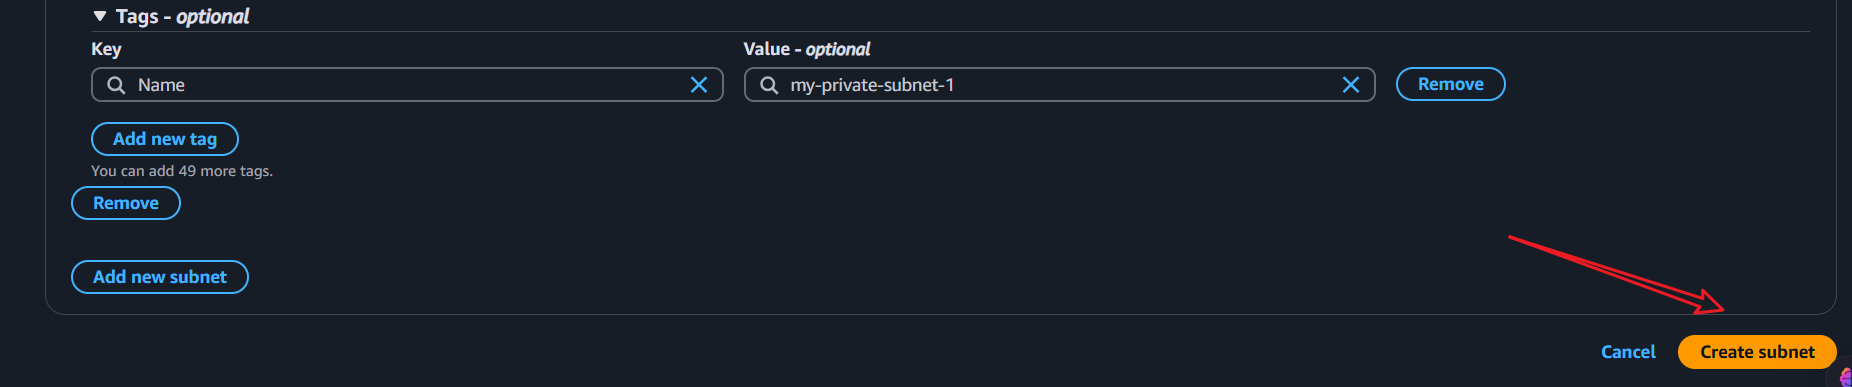 Tags - optional
Key
Value - optional
Name
my-private-subnet-1
Remove
Add new tag
You can add 49 more tags.
Remove
Add new subnet
Cancel
Create subnet